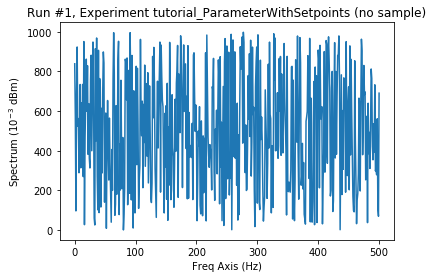 Run #1, Experiment tutorial_ParameterWithSetpoints (no sample)
1000
800
600
400
200
0
Spectrum (10⁻³ dBm)
0 100 200 300 400 500
Freq Axis (Hz)